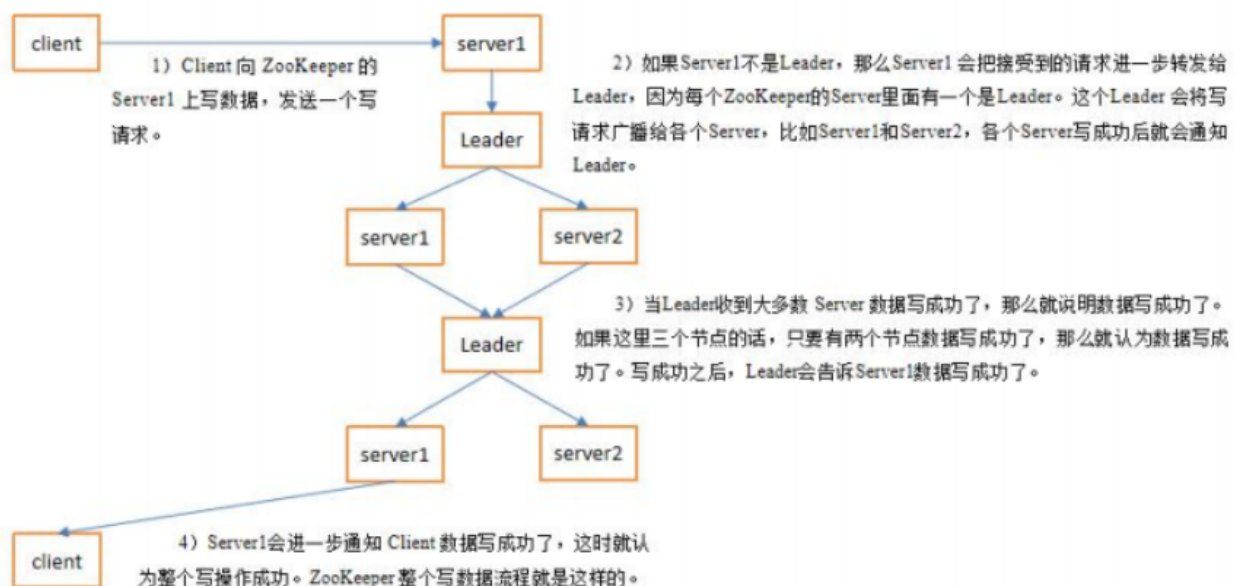 client
server1
1）Client 向 ZooKeeper 的
Server1 上写数据，发送一个写
请求。
2）如果Server1不是Leader，那么Server1 会把接受到的请求进一步转发给
Leader，因为每个ZooKeeper的Server里面有一个是Leader。这个Leader 会将写
请求广播给各个Server，比如Server1和Server2，各个Server写成功后就会通知
Leader。
Leader
server1
server2
3）当Leader收到大多数 Server 数据写成功了，那么就说明数据写成功了。
如果这里三个节点的话，只要有两个节点数据写成功了，那么就认为数据写成
功了。写成功之后，Leader会告诉Server1数据写成功了。
Leader
server1
server2
4）Server1会进一步通知 Client 数据写成功了，这时就认
为整个写操作成功。ZooKeeper 整个写数据流程就是这样的。
client